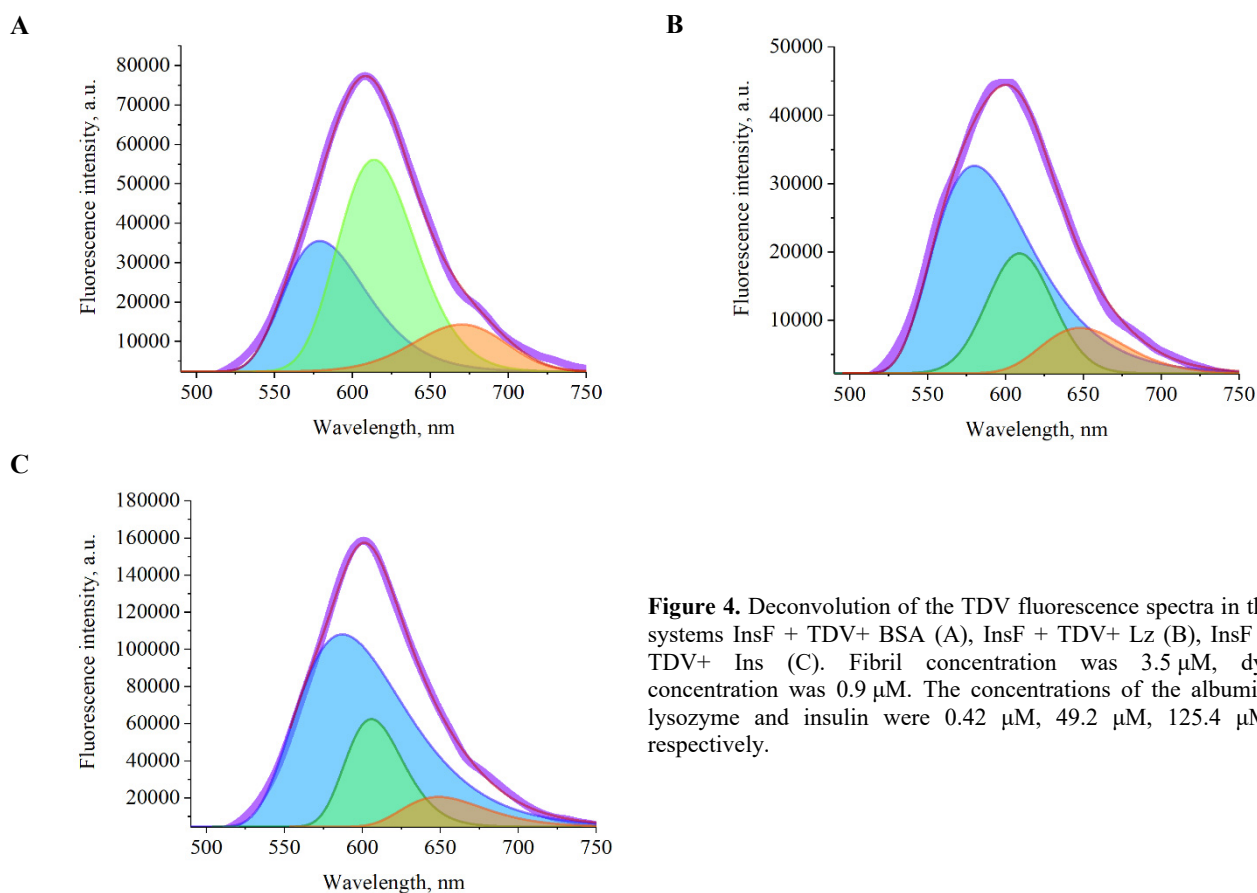 A
80000
70000
60000
50000
40000
30000
20000
10000
Fluorescence intensity, a.u.
500 550 600 650 700 750
Wavelength, nm
B
50000
40000
30000
20000
10000
Fluorescence intensity, a.u.
500 550 600 650 700 750
Wavelength, nm
C
180000
160000
140000
120000
100000
80000
60000
40000
20000
Fluorescence intensity, a.u.
500 550 600 650 700 750
Wavelength, nm
Figure 4. Deconvolution of the TDV fluorescence spectra in th
systems InsF + TDV+ BSA (A), InsF + TDV+ Lz (B), InsF
TDV+ Ins (C). Fibril concentration was 3.5 μM, dy
concentration was 0.9 μM. The concentrations of the albumi
lysozyme and insulin were 0.42 μM, 49.2 μM, 125.4 μM
respectively.